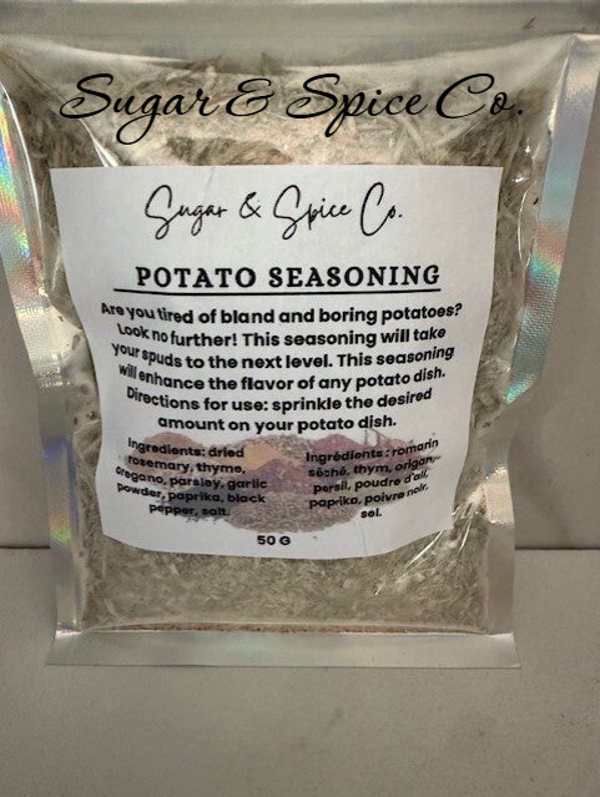 Sugar & Spice Co.
Sugar & Spice Co.
POTATO SEASONING
Are you tired of bland and boring potatoes?
Look no further! This seasoning will take
your spuds to the next level. This seasoning
will enhance the flavor of any potato dish.
Directions for use: sprinkle the desired
amount on your potato dish.
Ingredients: dried
rosemary, thyme,
oregano, parsley, garlic
powder, paprika, black
pepper, salt.
Ingrédients : romarin
séché, thym, origan,
persil, poudre d'ail,
paprika, poivre noir,
sel.
50 G